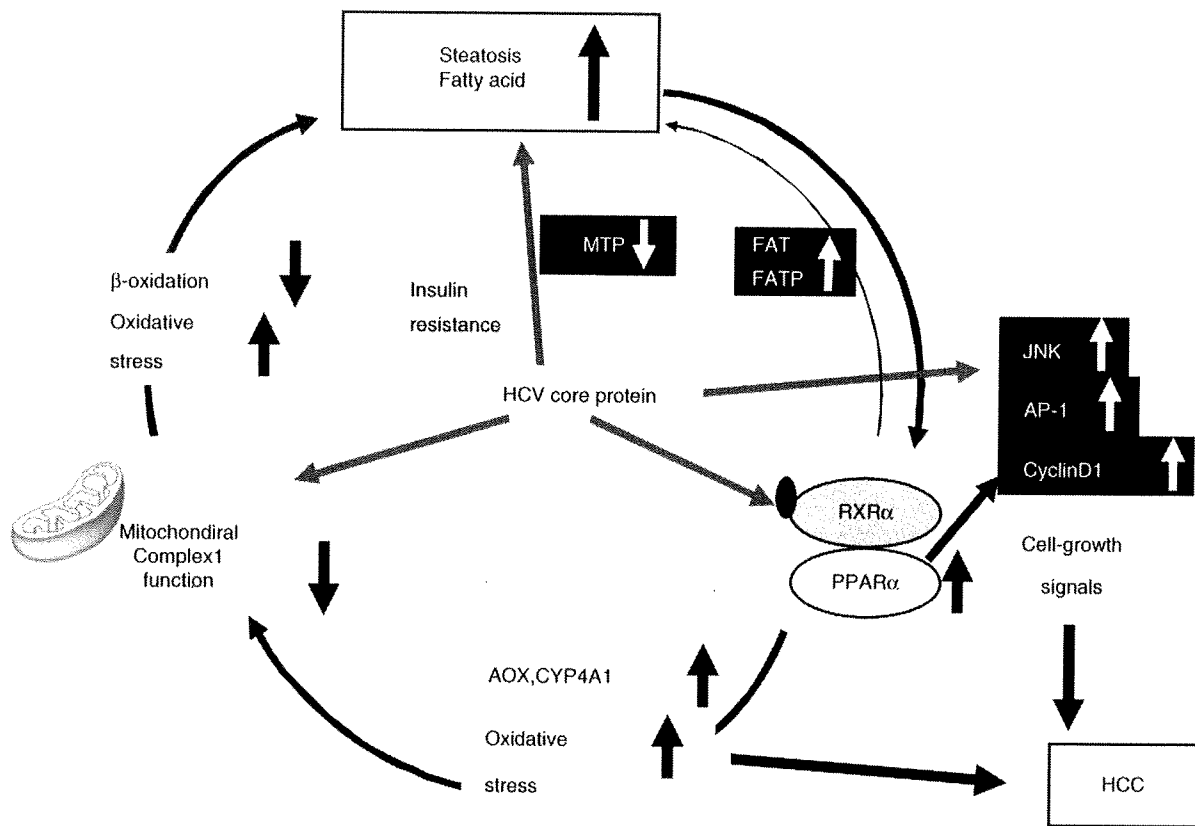 Steatosis
Fatty acid
MTP
FAT
FATP
β-oxidation
Oxidative
stress
Insulin
resistance
JNK
AP-1
CyclinD1
HCV core protein
RXRα
PPARα
Mitochondiral
Complex1
function
Cell-growth
signals
AOX,CYP4A1
Oxidative
stress
HCC